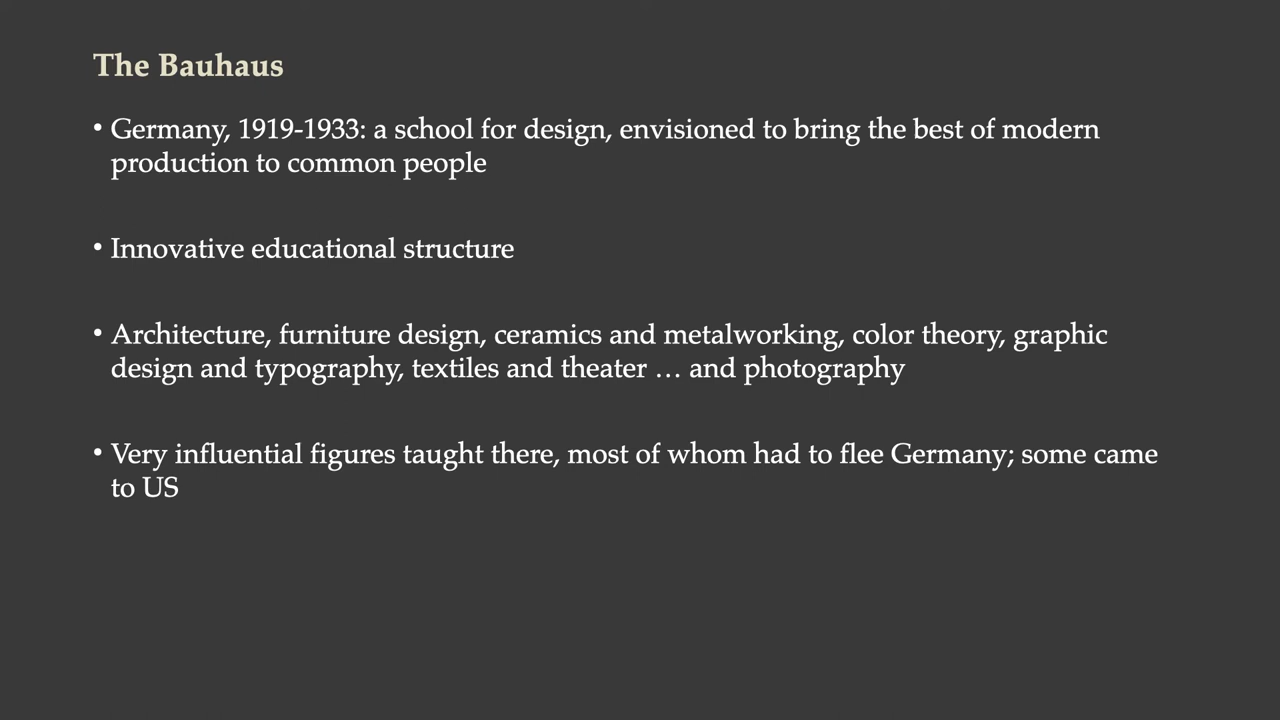 The Bauhaus
• Germany, 1919-1933: a school for design, envisioned to bring the best of modern
production to common people
• Innovative educational structure
• Architecture, furniture design, ceramics and metalworking, color theory, graphic
design and typography, textiles and theater … and photography
• Very influential figures taught there, most of whom had to flee Germany; some came
to US